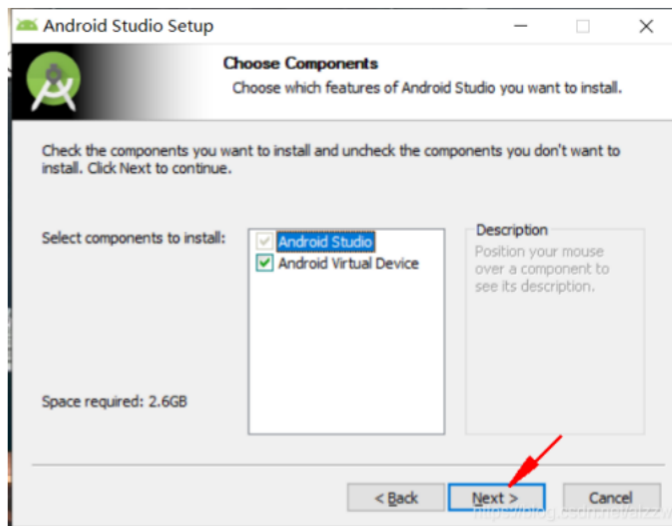 Android Studio Setup
Choose Components
Choose which features of Android Studio you want to install.
Check the components you want to install and uncheck the components you don't want to
install. Click Next to continue.
Select components to install:
Android Studio
Android Virtual Device
Description
Position your mouse
over a component to
see its description.
Space required: 2.6GB
< Back
Next >
Cancel